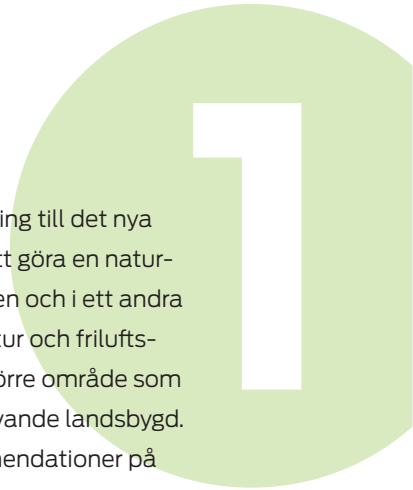 1
ing till det nya
tt göra en natur-
en och i ett andra
tur och frilufts-
örre område som
vande landsbygd.
nendationer på